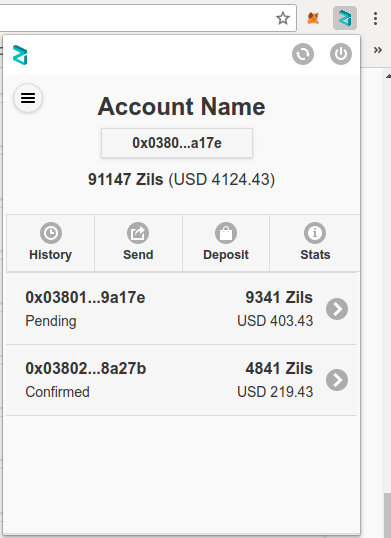 Account Name
0x0380...a17e
91147 Zils (USD 4124.43)
History Send Deposit Stats
0x03801...9a17e 9341 Zils
Pending USD 403.43
0x03802...8a27b 4841 Zils
Confirmed USD 219.43